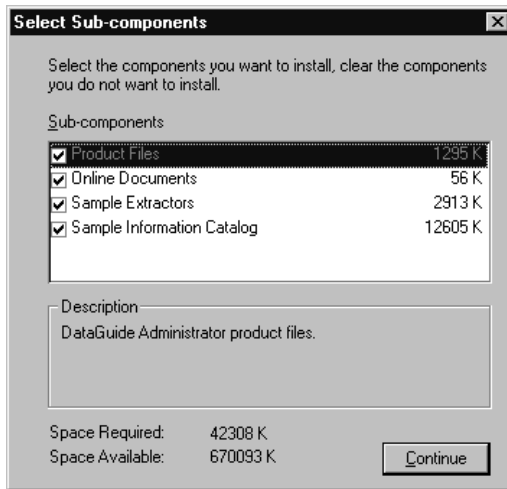 Select Sub-components
Select the components you want to install, clear the components
you do not want to install.
Sub-components
Product Files 1295 K
Online Documents 56 K
Sample Extractors 2913 K
Sample Information Catalog 12605 K
Description
DataGuide Administrator product files.
Space Required: 42308 K
Space Available: 670093 K
Continue